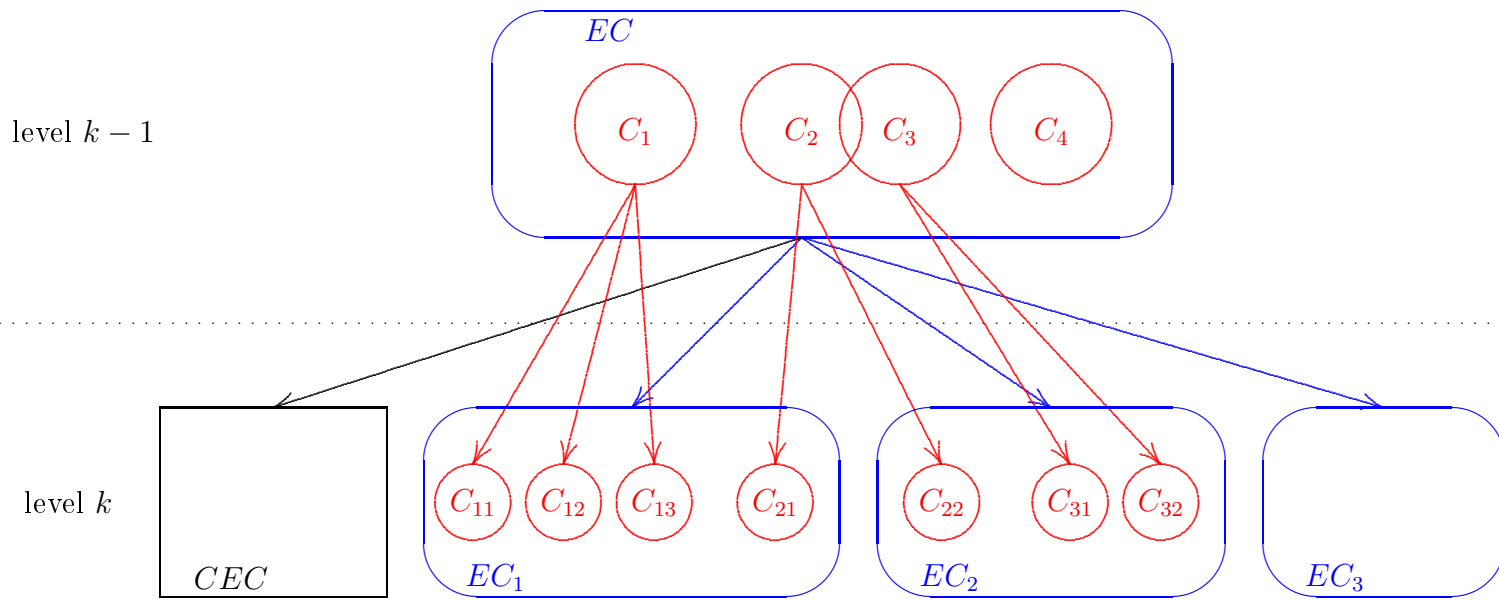 EC
level k − 1
C₁ C₂ C₃ C₄
level k
C₁₁ C₁₂ C₁₃ C₂₁ C₂₂ C₃₁ C₃₂
CEC EC₁ EC₂ EC₃